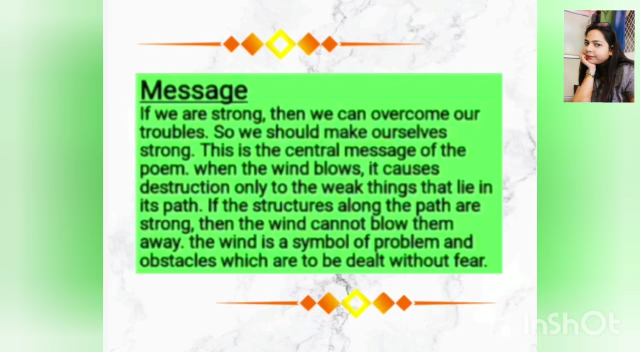 Message
If we are strong, then we can overcome our
troubles. So we should make ourselves
strong. This is the central message of the
poem. when the wind blows, it causes
destruction only to the weak things that lie in
its path. If the structures along the path are
strong, then the wind cannot blow them
away. the wind is a symbol of problem and
obstacles which are to be dealt without fear.
InShOt